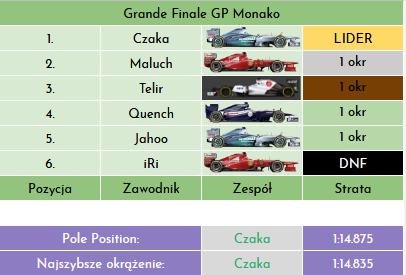 Grande Finale GP Monako
1. Czaka LIDER
2. Maluch 1 okr
3. Telir 1 okr
4. Quench 1 okr
5. Jahoo 1 okr
6. iRi DNF
Pozycja Zawodnik Zespół Strata
Pole Position: Czaka 1:14.875
Najszybsze okrążenie: Czaka 1:14.835